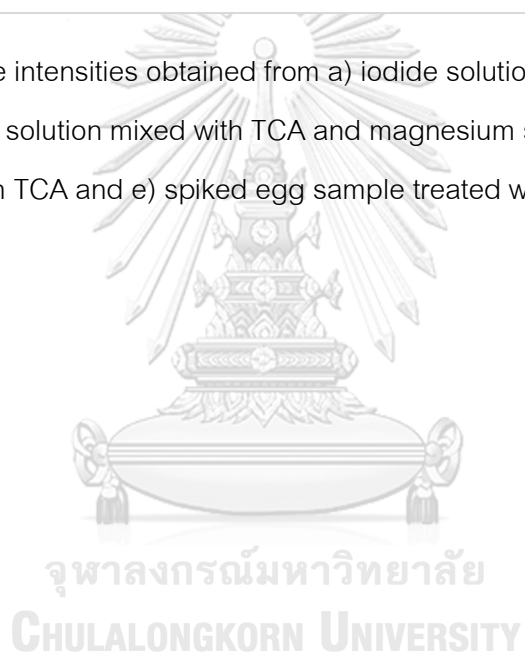 e intensities obtained from a) iodide solutio
solution mixed with TCA and magnesium s
n TCA and e) spiked egg sample treated w
จุฬาลงกรณ์มหาวิทยาลัย
CHULALONGKORN UNIVERSITY